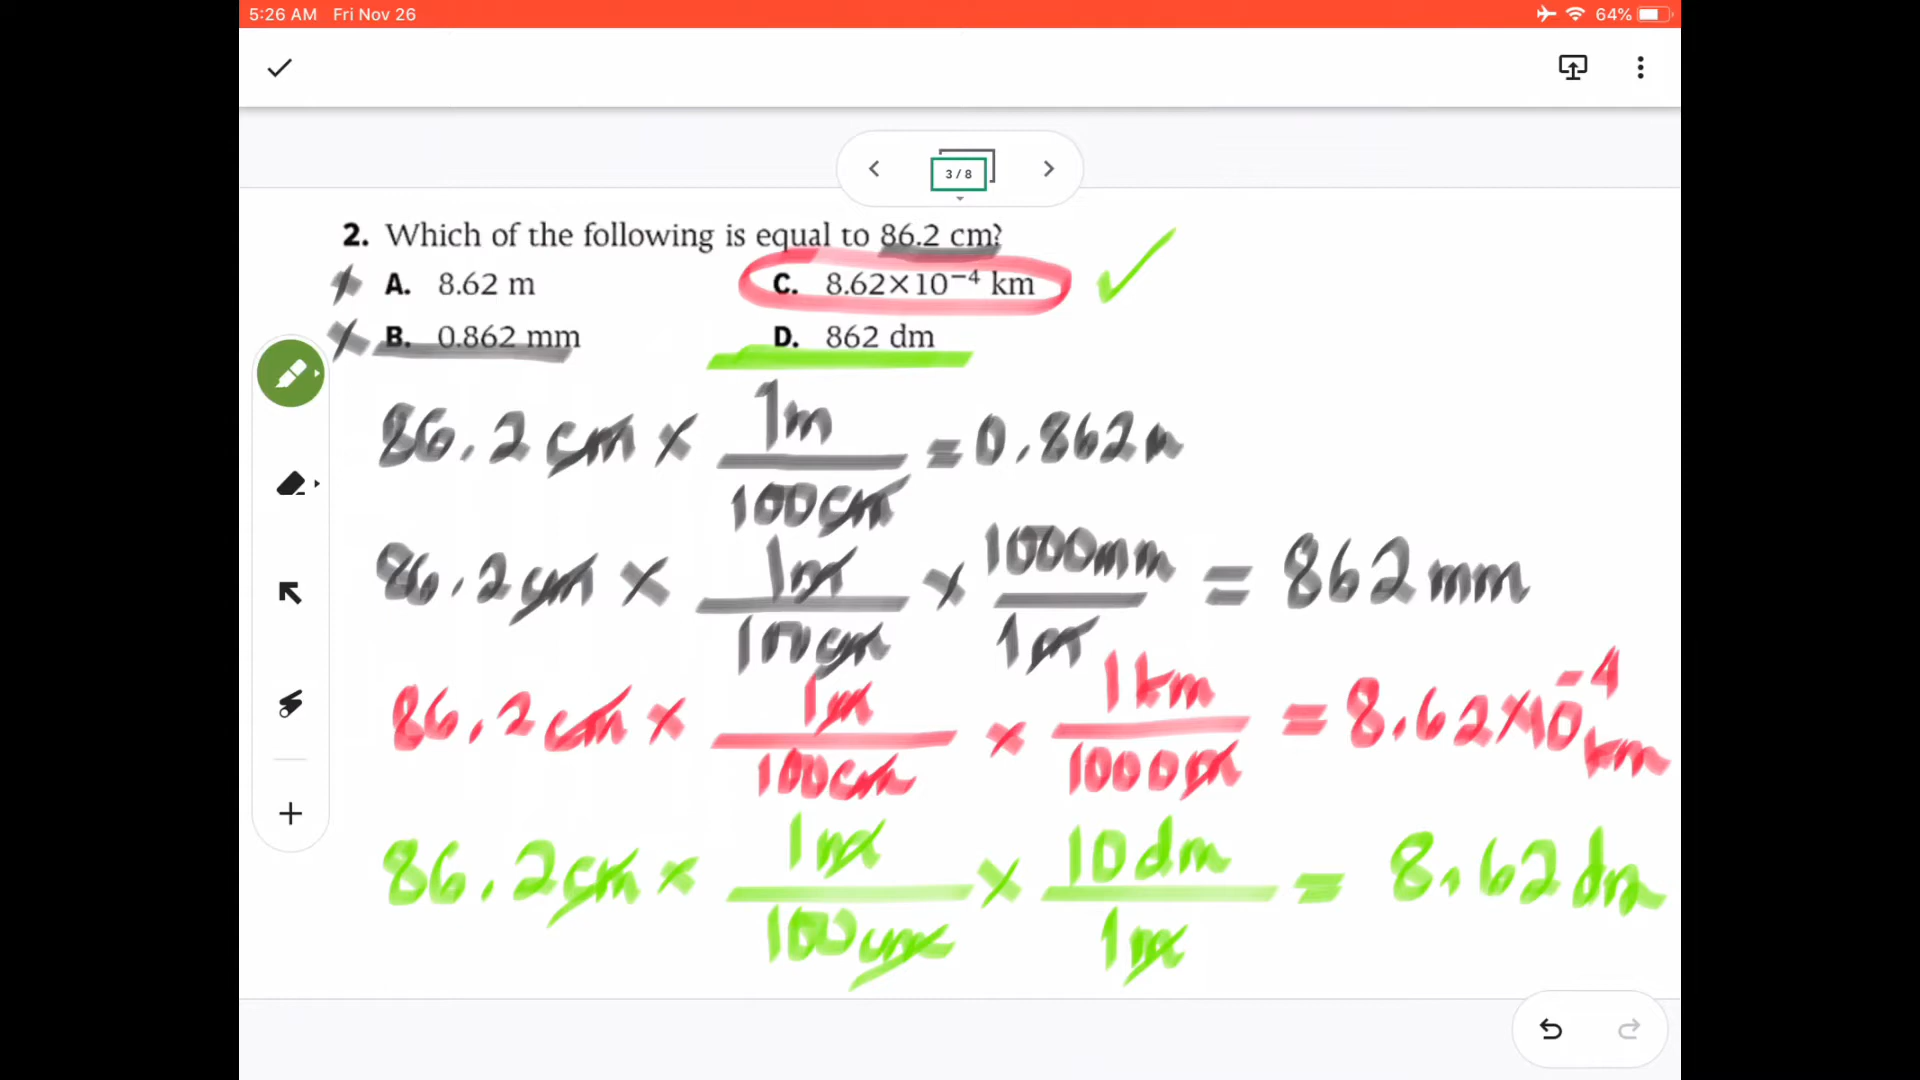 5:26 AM Fri Nov 26
64%
3 / 8
2. Which of the following is equal to 86.2 cm?
A. 8.62 m C. 8.62×10⁻⁴ km
B. 0.862 mm D. 862 dm
86.2 cm × 1m / 100cm = 0.862m
86.2 cm × 1m / 100cm × 1000mm / 1m = 862 mm
86.2 cm × 1m / 100cm × 1km / 1000m = 8.62×10⁻⁴ km
86.2 cm × 1m / 100cm × 10dm / 1m = 8.62 dm